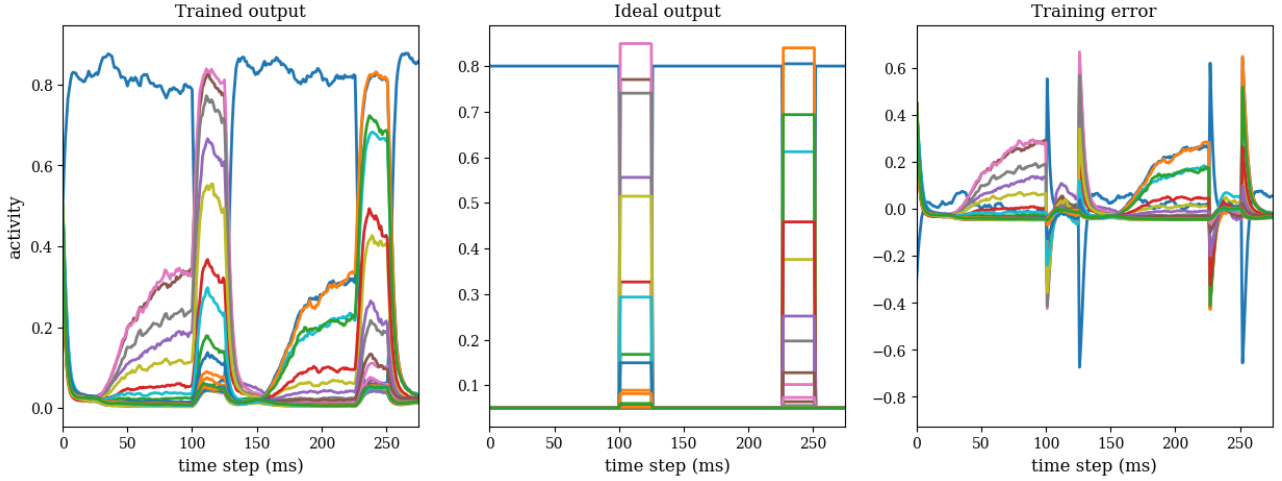 Trained output
Ideal output
Training error
activity
0.8
0.6
0.4
0.2
0.0
0 50 100 150 200 250
time step (ms)
0.8
0.7
0.6
0.5
0.4
0.3
0.2
0.1
0 50 100 150 200 250
time step (ms)
0.6
0.4
0.2
0.0
−0.2
−0.4
−0.6
−0.8
0 50 100 150 200 250
time step (ms)